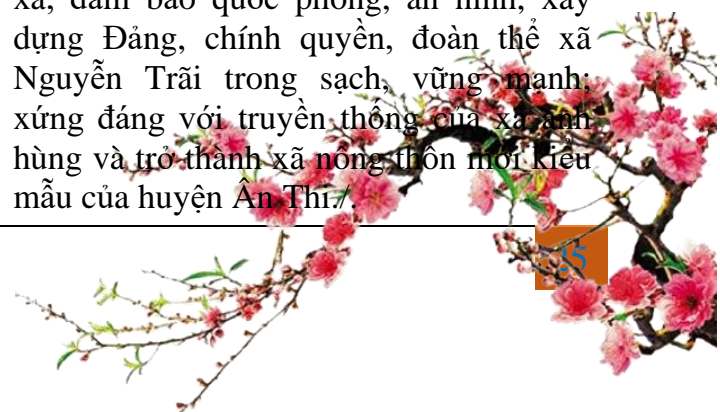 xã, đảm bảo quốc phòng, an ninh, xây
dựng Đảng, chính quyền, đoàn thể xã
Nguyễn Trãi trong sạch, vững mạnh;
xứng đáng với truyền thống của xã anh
hùng và trở thành xã nông thôn mới kiểu
mẫu của huyện Ân Thi./.
25